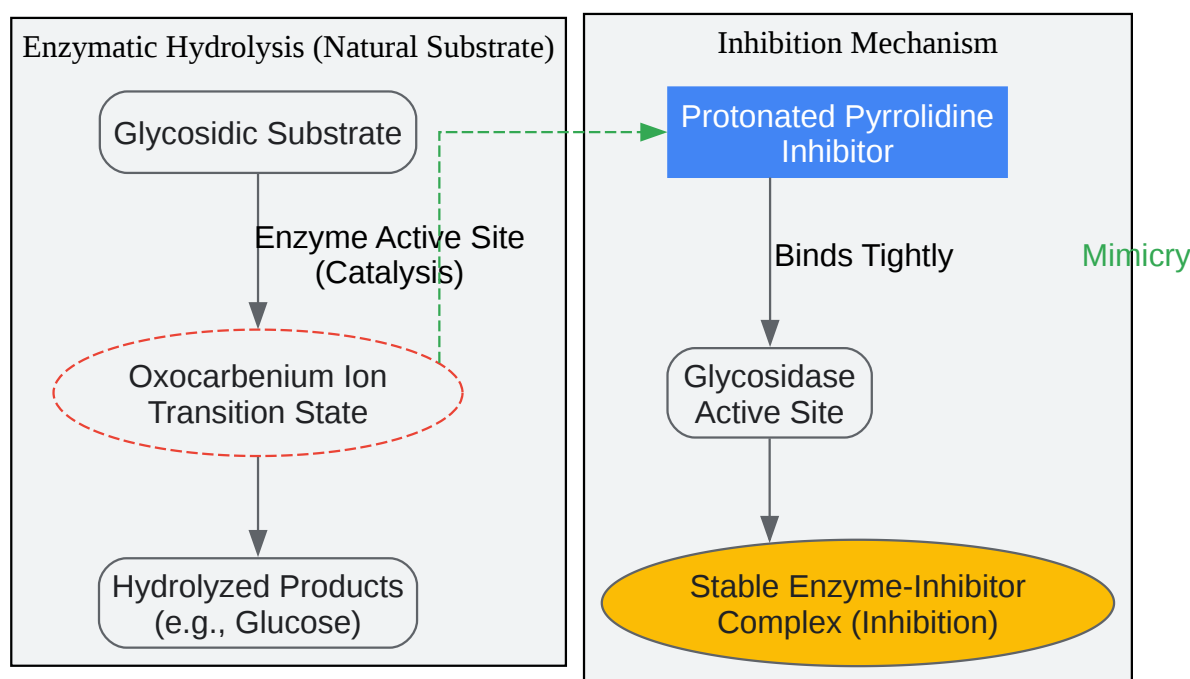 Enzymatic Hydrolysis (Natural Substrate)
Glycosidic Substrate
Enzyme Active Site
(Catalysis)
Oxocarbenium Ion
Transition State
Hydrolyzed Products
(e.g., Glucose)
Inhibition Mechanism
Protonated Pyrrolidine
Inhibitor
Binds Tightly
Mimicry
Glycosidase
Active Site
Stable Enzyme-Inhibitor
Complex (Inhibition)